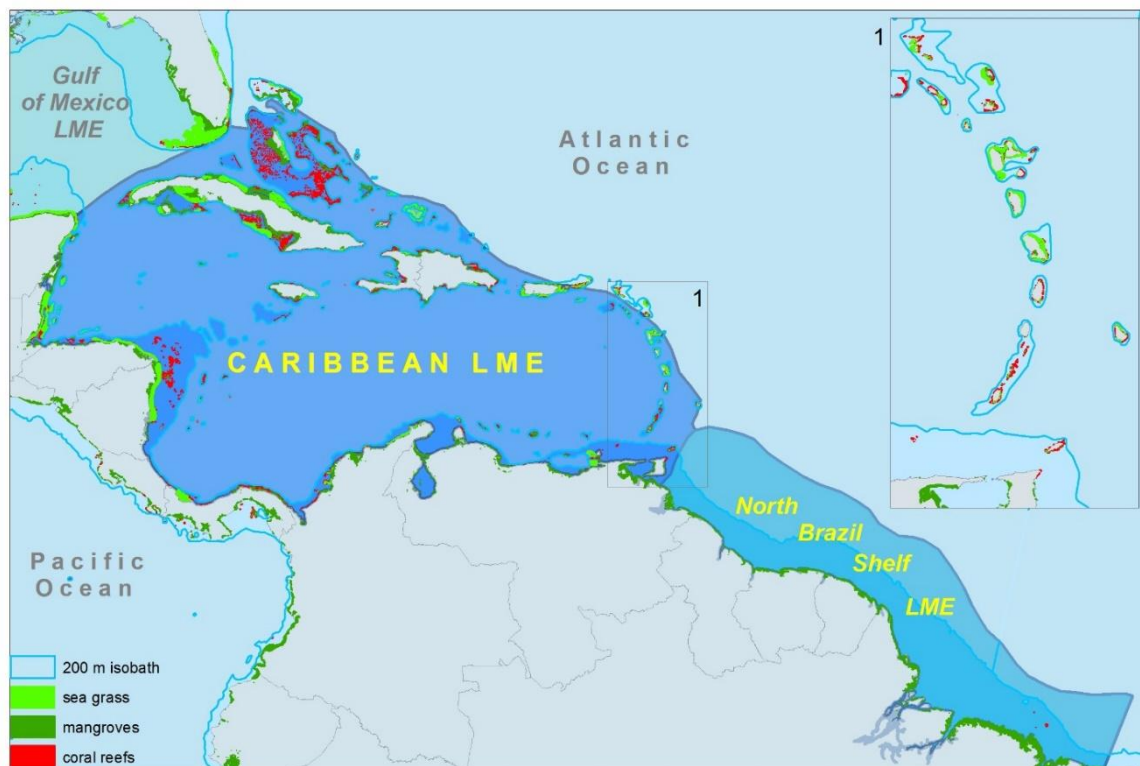 1
Gulf
of Mexico
LME
Atlantic
Ocean
1
CARIBBEAN LME
North
Brazil
Shelf
LME
Pacific
Ocean
200 m isobath
sea grass
mangroves
coral reefs